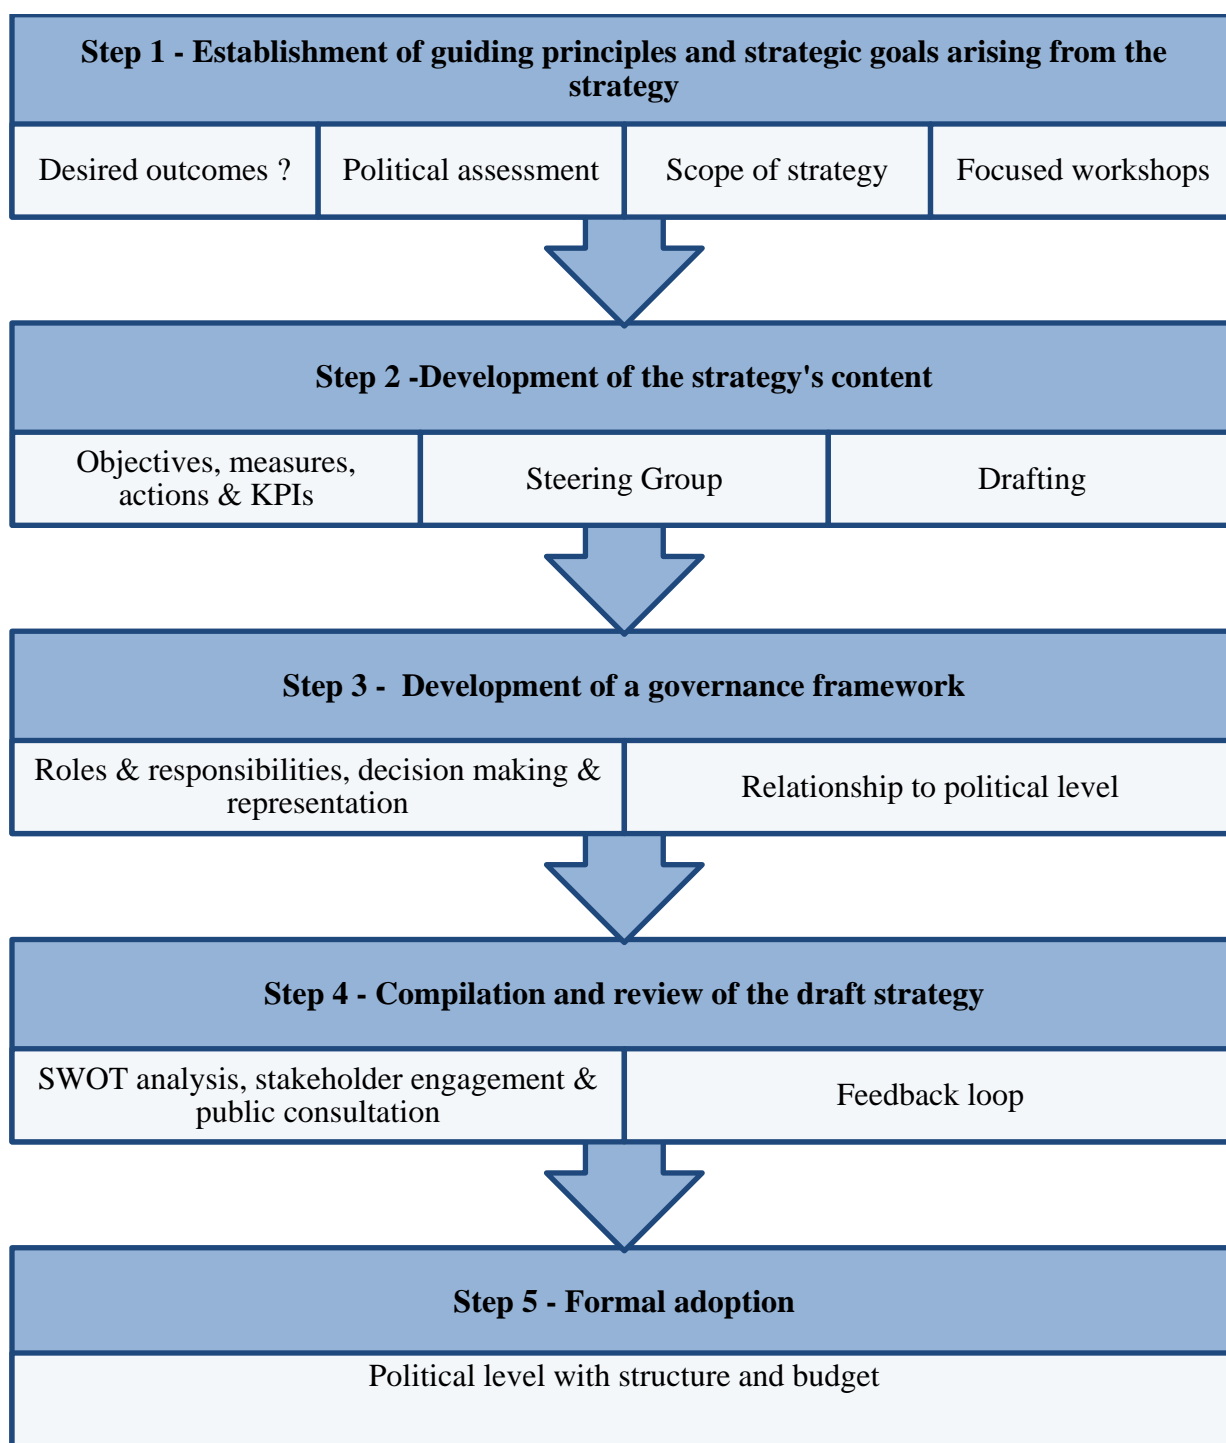 Step 1 - Establishment of guiding principles and strategic goals arising from the
strategy
Desired outcomes ?
Political assessment
Scope of strategy
Focused workshops
Step 2 -Development of the strategy's content
Objectives, measures,
actions & KPIs
Steering Group
Drafting
Step 3 -  Development of a governance framework
Roles & responsibilities, decision making &
representation
Relationship to political level
Step 4 - Compilation and review of the draft strategy
SWOT analysis, stakeholder engagement &
public consultation
Feedback loop
Step 5 - Formal adoption
Political level with structure and budget